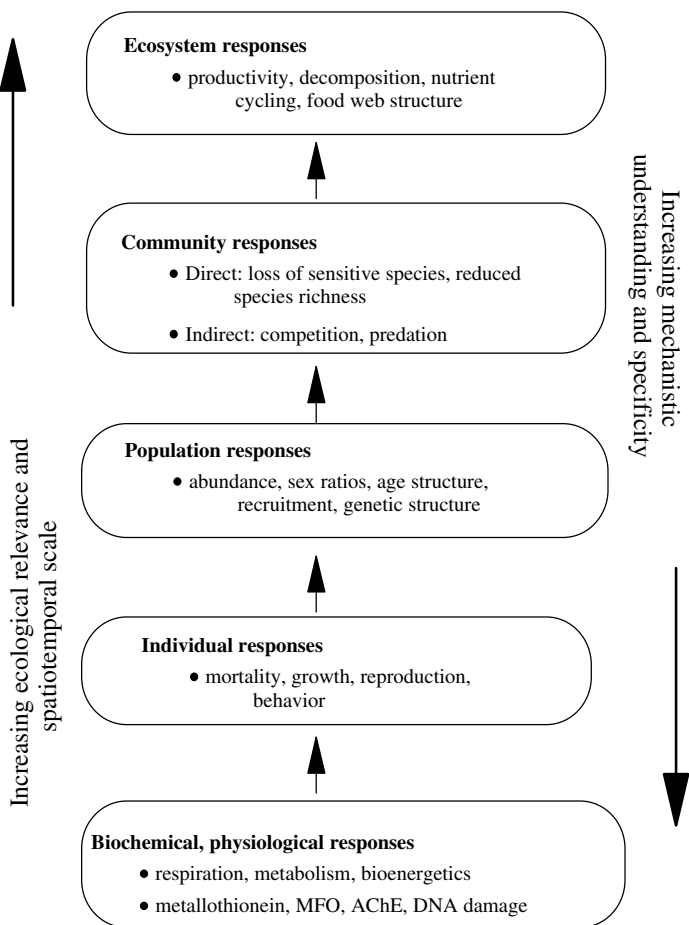 Ecosystem responses
• productivity, decomposition, nutrient
cycling, food web structure
Community responses
• Direct: loss of sensitive species, reduced
species richness
• Indirect: competition, predation
Population responses
• abundance, sex ratios, age structure,
recruitment, genetic structure
Individual responses
• mortality, growth, reproduction,
behavior
Biochemical, physiological responses
• respiration, metabolism, bioenergetics
• metallothionein, MFO, AChE, DNA damage
Increasing ecological relevance and
spatiotemporal scale
Increasing mechanistic
understanding and specificity